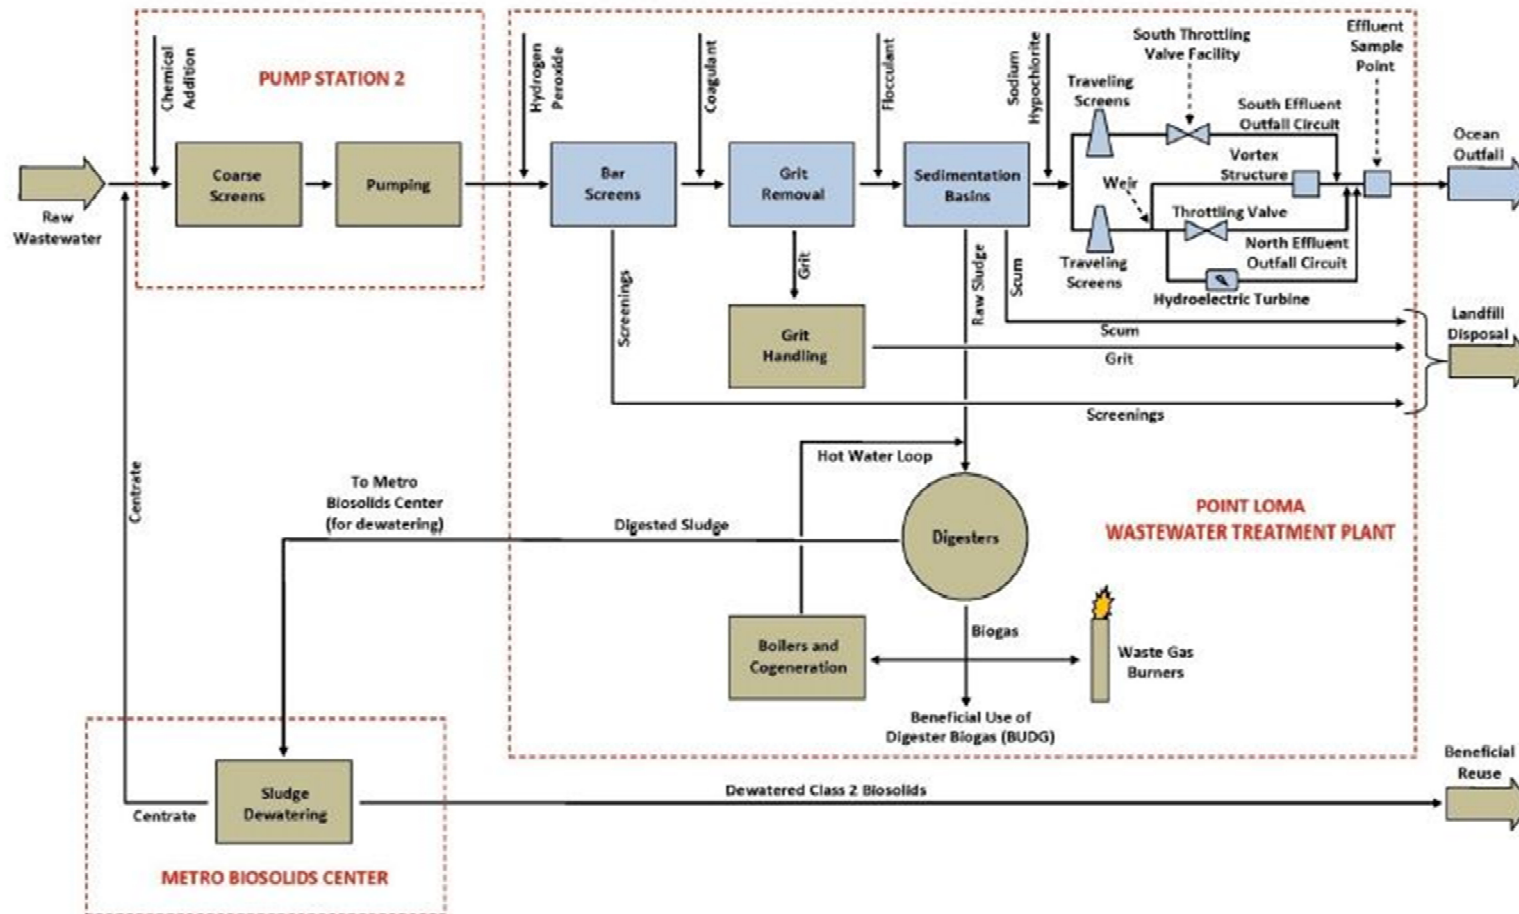 Chemical
Addition
PUMP STATION 2
Coarse
Screens
Pumping
Raw
Wastewater
Hydrogen
Peroxide
Coagulant
Flocculant
Sodium
Hypochlorite
Bar
Screens
Grit
Removal
Sedimentation
Basins
Traveling
Screens
South Throttling
Valve Facility
Effluent
Sample
Point
South Effluent
Outfall Circuit
Vortex
Structure
Weir
Throttling Valve
North Effluent
Outfall Circuit
Traveling
Screens
Hydroelectric Turbine
Ocean
Outfall
Screenings
Grit
Raw Sludge
Scum
Grit
Handling
Scum
Grit
Screenings
Landfill
Disposal
Hot Water Loop
Centrate
To Metro
Biosolids Center
(for dewatering)
Digested Sludge
Digesters
POINT LOMA
WASTEWATER TREATMENT PLANT
Biogas
Boilers and
Cogeneration
Waste Gas
Burners
Beneficial Use of
Digester Biogas (BUDG)
Beneficial
Reuse
Sludge
Dewatering
Centrate
Dewatered Class 2 Biosolids
METRO BIOSOLIDS CENTER